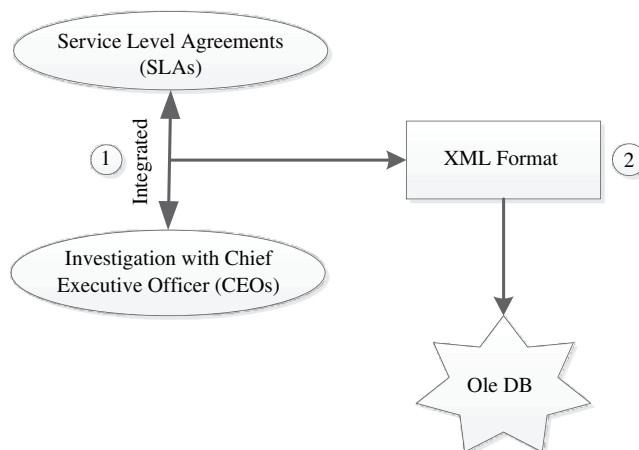 Service Level Agreements
(SLAs)
1
Integrated
XML Format
2
Investigation with Chief
Executive Officer (CEOs)
Ole DB